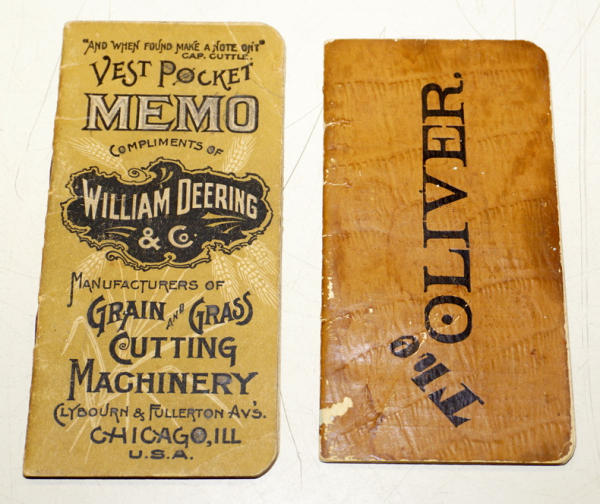 "AND WHEN FOUND MAKE A NOTE ON'T"
CAP. CUTTLE.
VEST POCKET
MEMO
COMPLIMENTS OF
WILLIAM DEERING
& Co.
MANUFACTURERS OF
GRAIN AND GRASS
CUTTING
MACHINERY
CLYBOURN & FULLERTON AV'S.
CHICAGO, ILL
U.S.A.
The OLIVER.